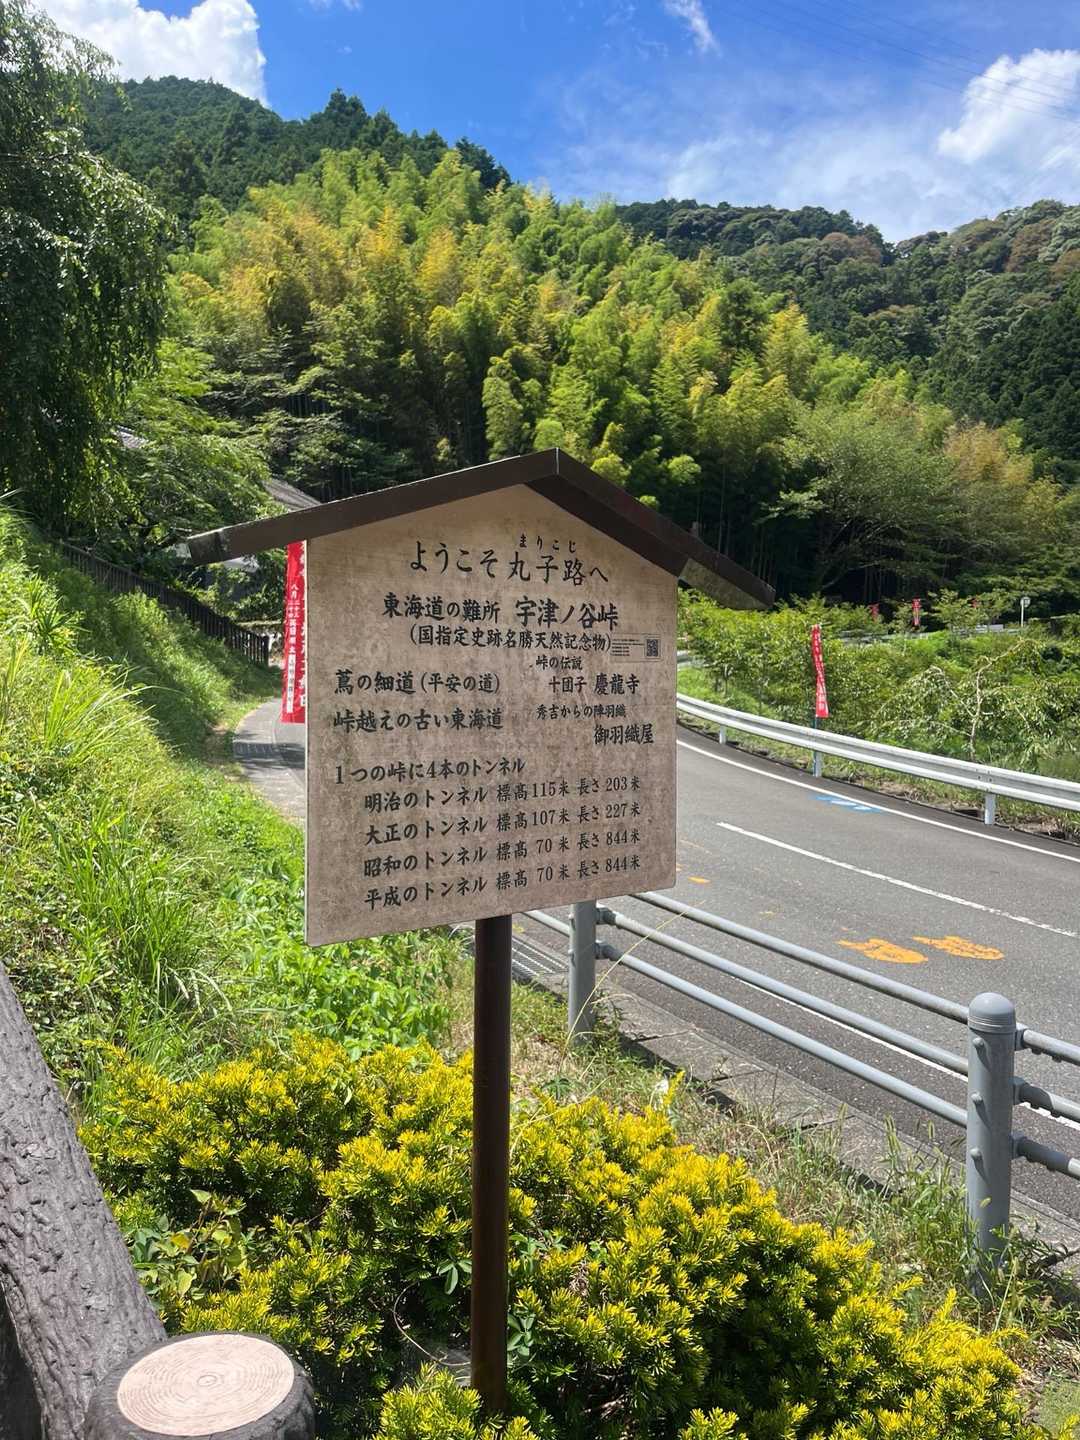 まりこじ
ようこそ丸子路へ
東海道の難所 宇津ノ谷峠
(国指定史跡名勝天然記念物)
峠の伝説
蔦の細道(平安の道) 十団子 慶龍寺
秀吉からの陣羽織
峠越えの古い東海道 御羽織屋
1つの峠に4本のトンネル
明治のトンネル 標高115米 長さ203米
大正のトンネル 標高107米 長さ227米
昭和のトンネル 標高 70米 長さ844米
平成のトンネル 標高 70米 長さ844米